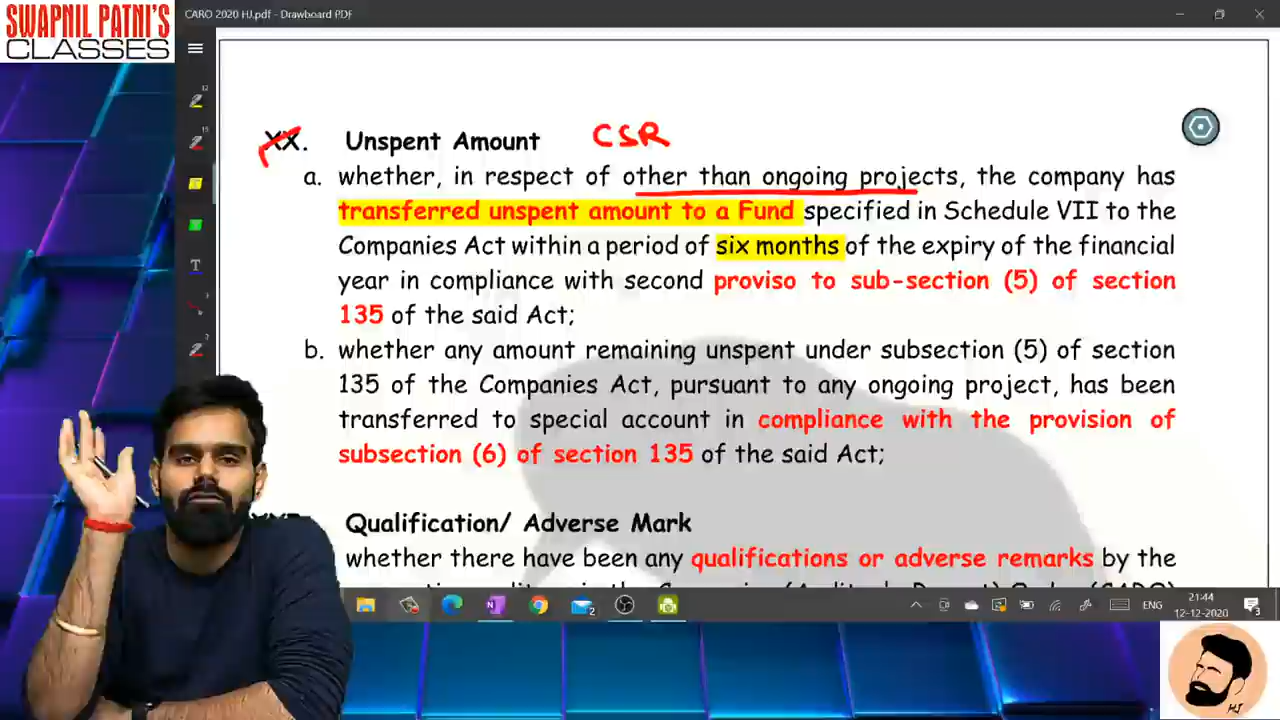 SWAPNIL PATNI'S
CLASSES
CARO 2020 HJ.pdf - Drawboard PDF
XX. Unspent Amount CSR
a. whether, in respect of other than ongoing projects, the company has
transferred unspent amount to a Fund specified in Schedule VII to the
Companies Act within a period of six months of the expiry of the financial
year in compliance with second proviso to sub-section (5) of section
135 of the said Act;
b. whether any amount remaining unspent under subsection (5) of section
135 of the Companies Act, pursuant to any ongoing project, has been
transferred to special account in compliance with the provision of
subsection (6) of section 135 of the said Act;
Qualification/ Adverse Mark
whether there have been any qualifications or adverse remarks by the
ENG
21:44
12-12-2020
HJ